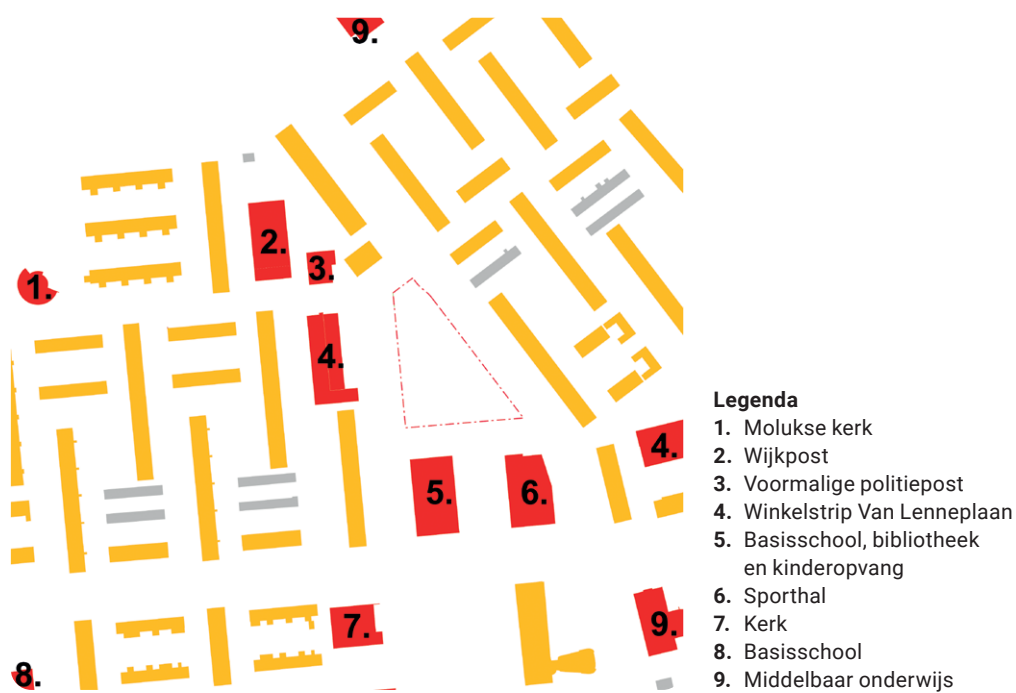 9.
2.
3.
1.
4.
4.
5.
6.
7.
9.
8.
Legenda
1. Molukse kerk
2. Wijkpost
3. Voormalige politiepost
4. Winkelstrip Van Lenneplaan
5. Basisschool, bibliotheek
en kinderopvang
6. Sporthal
7. Kerk
8. Basisschool
9. Middelbaar onderwijs